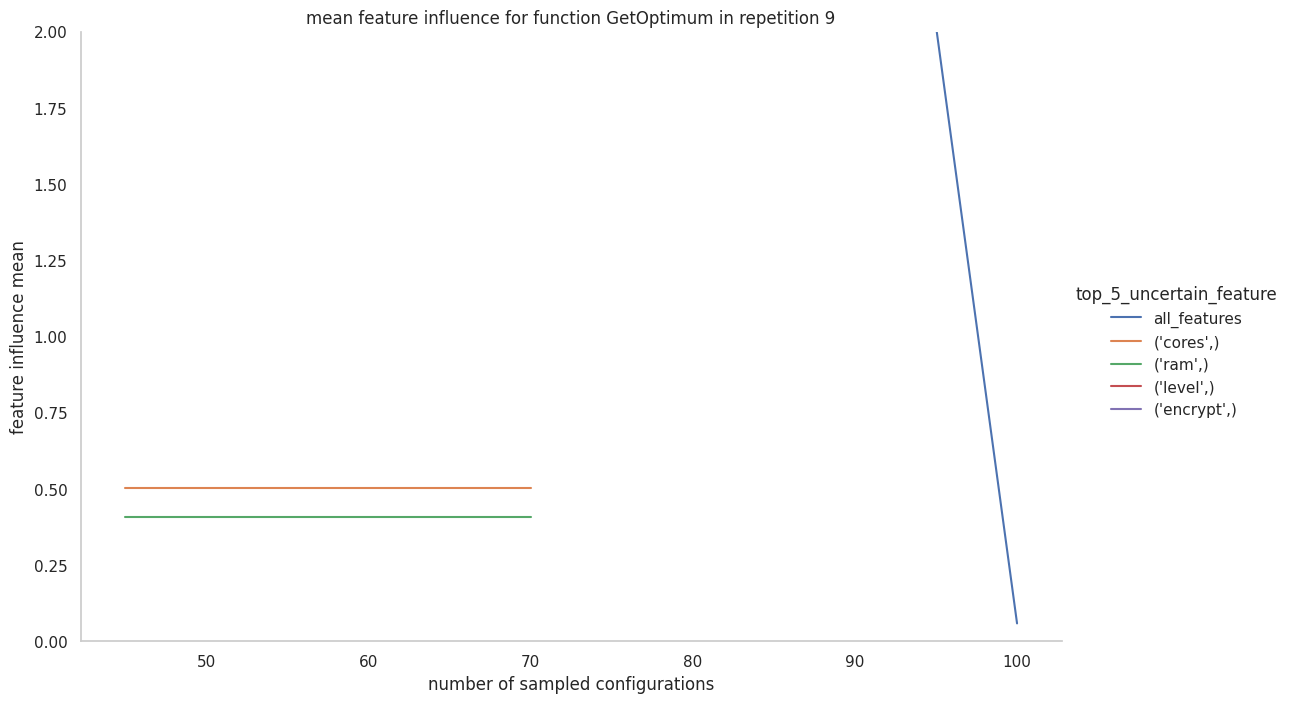 mean feature influence for function GetOptimum in repetition 9
2.00
1.75
1.50
1.25
1.00
0.75
0.50
0.25
0.00
feature influence mean
50 60 70 80 90 100
number of sampled configurations
top_5_uncertain_feature
all_features
('cores',)
('ram',)
('level',)
('encrypt',)